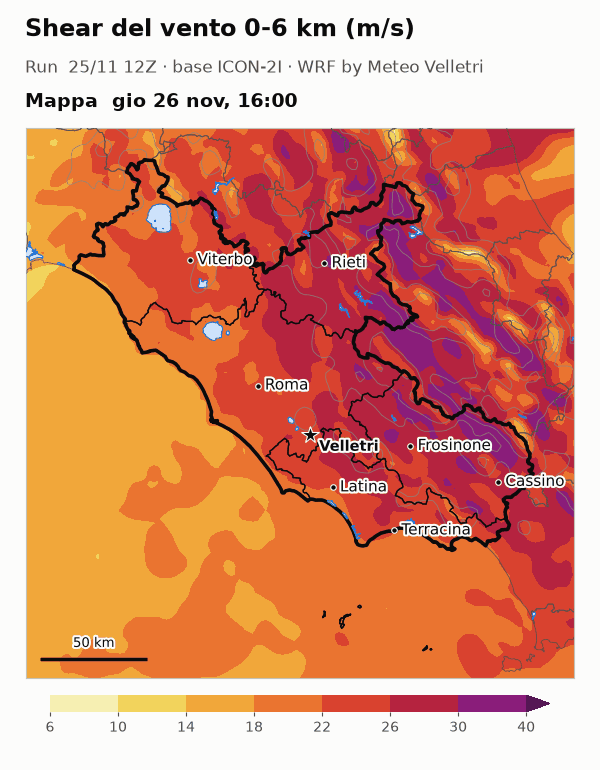 Shear del vento 0-6 km (m/s)
Run  25/11 12Z · base ICON-2I · WRF by Meteo Velletri
Mappa  gio 26 nov, 16:00
Viterbo
Rieti
Roma
Velletri
Frosinone
Latina
Cassino
Terracina
50 km
6 10 14 18 22 26 30 40